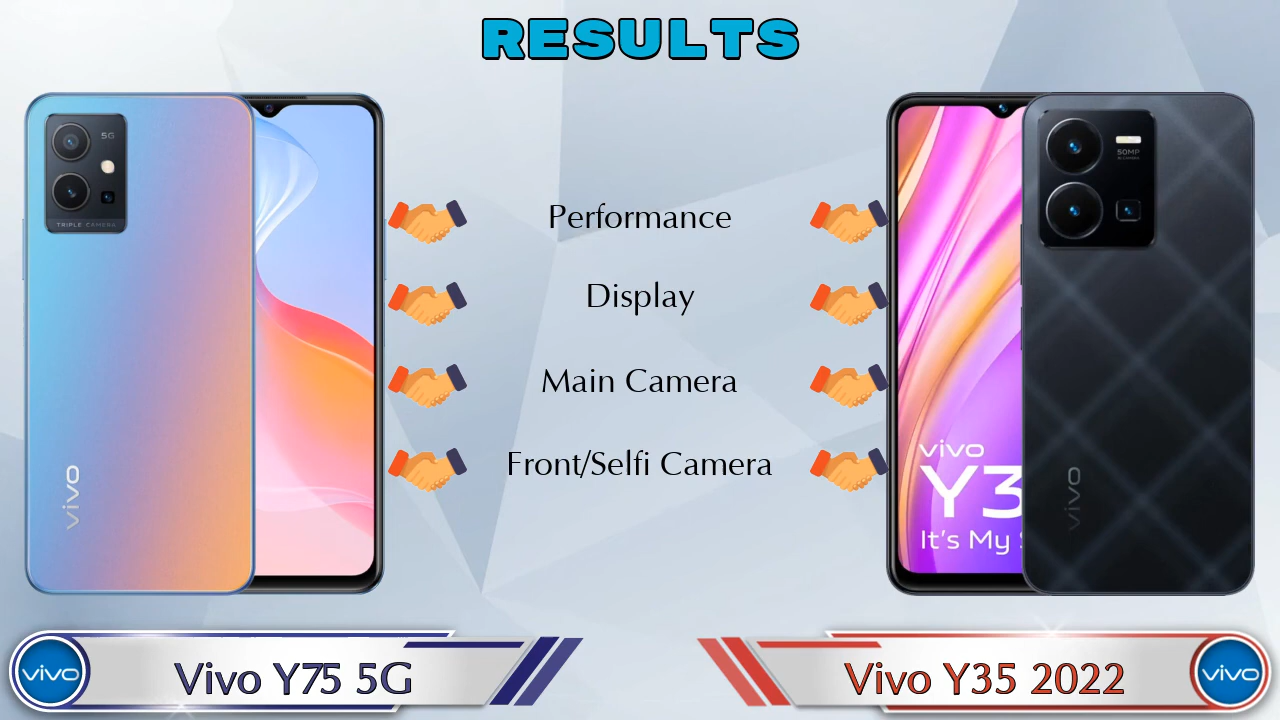 RESULTS
5G
TRIPLE CAMERA
vivo
Performance
Display
Main Camera
Front/Selfi Camera
vivo
Y3
It's My
50MP
vivo
vivo
Vivo Y75 5G
Vivo Y35 2022
vivo